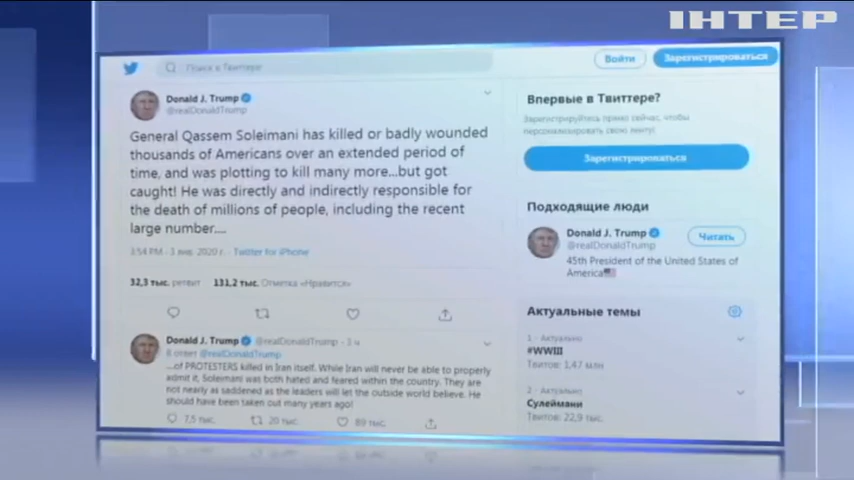 ІНТЕР
Поиск в Твиттере
Войти
Зарегистрироваться
Donald J. Trump
@realDonaldTrump
General Qassem Soleimani has killed or badly wounded
thousands of Americans over an extended period of
time, and was plotting to kill many more...but got
caught! He was directly and indirectly responsible for
the death of millions of people, including the recent
large number....
3:54 PM · 3 янв. 2020 г. · Twitter for iPhone
32,3 тыс. ретвит 131,2 тыс. Отметка «Нравится»
Donald J. Trump @realDonaldTrump · 3 ч
В ответ @realDonaldTrump
...of PROTESTERS killed in Iran itself. While Iran will never be able to properly
admit it, Soleimani was both hated and feared within the country. They are
not nearly as saddened as the leaders will let the outside world believe. He
should have been taken out many years ago!
7,5 тыс. 20 тыс. 89 тыс.
Впервые в Твиттере?
Зарегистрируйтесь прямо сейчас, чтобы
персонализировать свою ленту!
Зарегистрироваться
Подходящие люди
Donald J. Trump
@realDonaldTrump
Читать
45th President of the United States of
America
Актуальные темы
1 · Актуально
#WWIII
Твитов: 1,47 млн
2 · Актуально
Сулеймани
Твитов: 22,9 тыс.